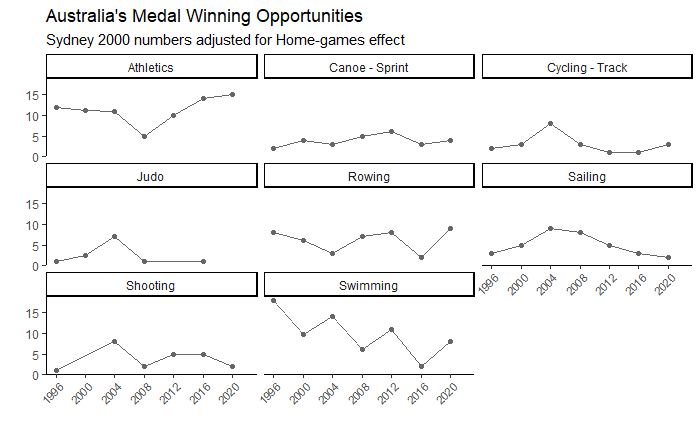 Australia's Medal Winning Opportunities
Sydney 2000 numbers adjusted for Home-games effect
Athletics
Canoe - Sprint
Cycling - Track
15
10
5
0
Judo
Rowing
Sailing
15
10
5
0
1996 2000 2004 2008 2012 2016 2020
Shooting
Swimming
15
10
5
0
1996 2000 2004 2008 2012 2016 2020
1996 2000 2004 2008 2012 2016 2020